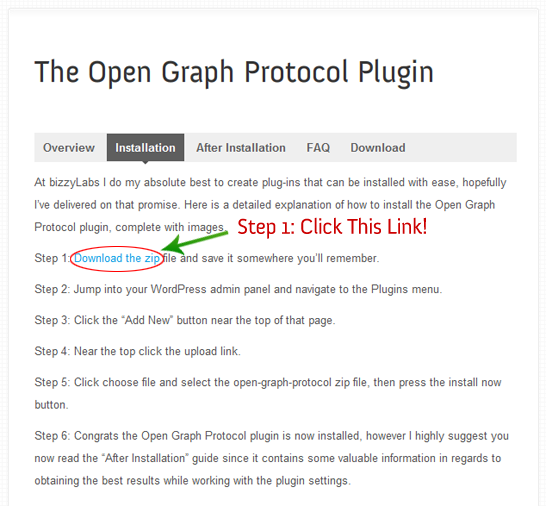 The Open Graph Protocol Plugin
Overview Installation After Installation FAQ Download
At bizzyLabs I do my absolute best to create plug-ins that can be installed with ease, hopefully
I've delivered on that promise. Here is a detailed explanation of how to install the Open Graph
Protocol plugin, complete with images.
Step 1: Click This Link!
Step 1: Download the zip file and save it somewhere you'll remember.
Step 2: Jump into your WordPress admin panel and navigate to the Plugins menu.
Step 3: Click the “Add New” button near the top of that page.
Step 4: Near the top click the upload link.
Step 5: Click choose file and select the open-graph-protocol zip file, then press the install now
button.
Step 6: Congrats the Open Graph Protocol plugin is now installed, however I highly suggest you
now read the “After Installation” guide since it contains some valuable information in regards to
obtaining the best results while working with the plugin settings.